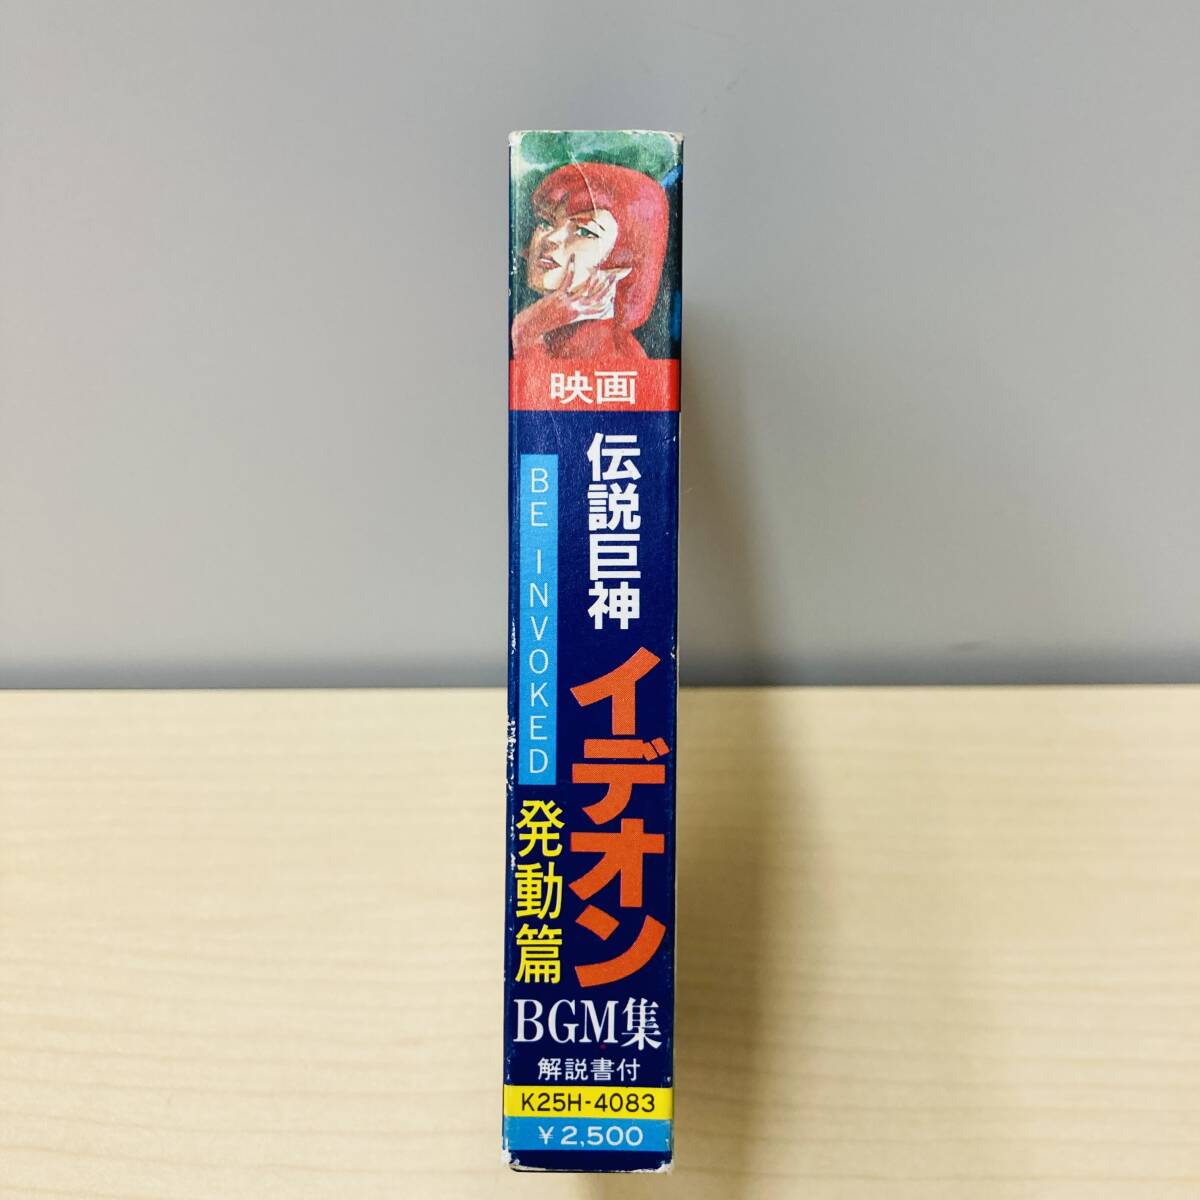 映画
伝説巨神
イデオン
BE INVOKED
発動篇
BGM集
解説書付
K25H-4083
¥2,500